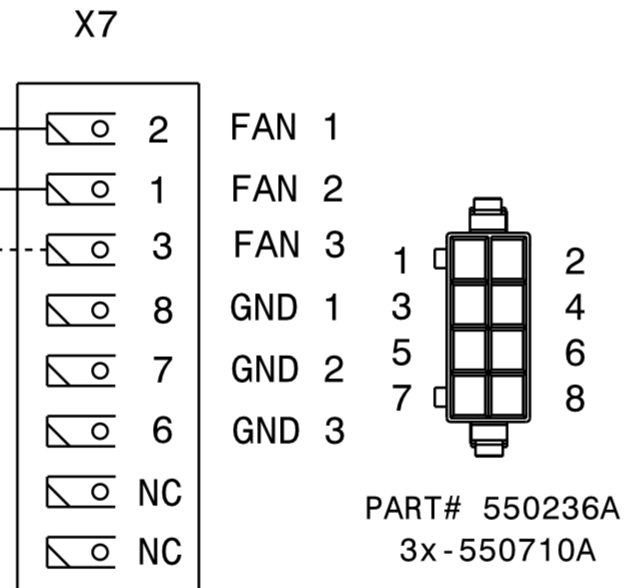 X7
2 FAN 1
1 FAN 2
3 FAN 3
8 GND 1
7 GND 2
6 GND 3
NC
NC
1 2
3 4
5 6
7 8
PART# 550236A
3x-550710A